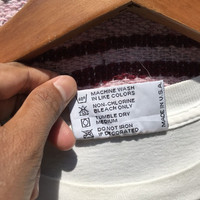 MACHINE WASH
IN LIKE COLORS
NON-CHLORINE
BLEACH ONLY
TUMBLE DRY
MEDIUM
DO NOT IRON
IF DECORATED
MADE IN U.S.A.